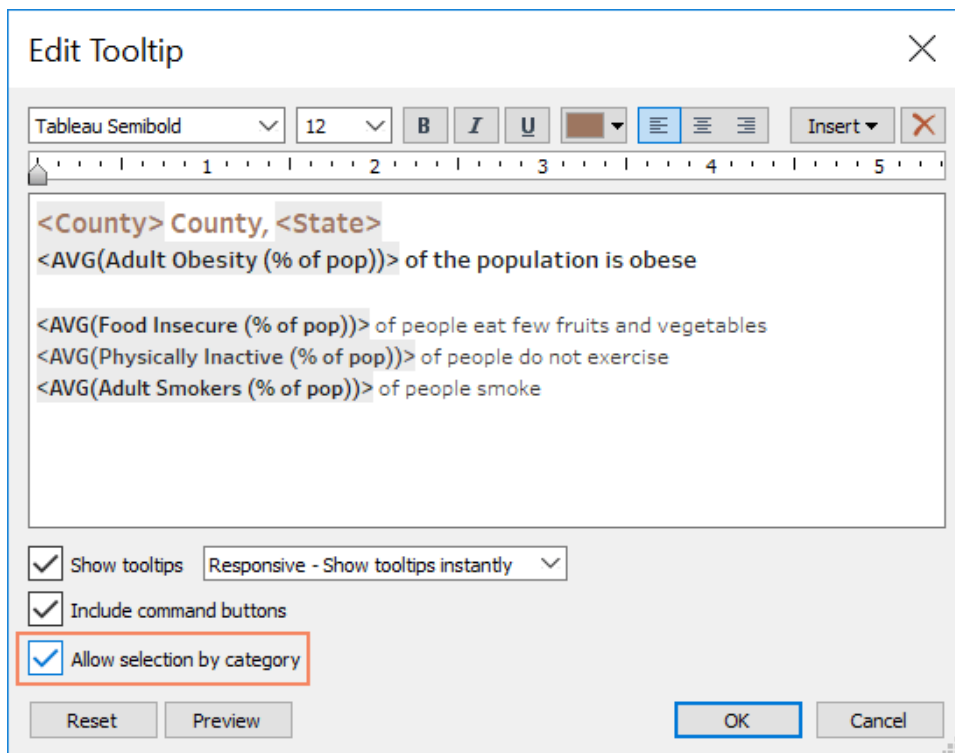 Edit Tooltip
Tableau Semibold 12 B I U Insert
1 2 3 4 5
<County> County, <State>
<AVG(Adult Obesity (% of pop))> of the population is obese
<AVG(Food Insecure (% of pop))> of people eat few fruits and vegetables
<AVG(Physically Inactive (% of pop))> of people do not exercise
<AVG(Adult Smokers (% of pop))> of people smoke
Show tooltips Responsive - Show tooltips instantly
Include command buttons
Allow selection by category
Reset Preview OK Cancel